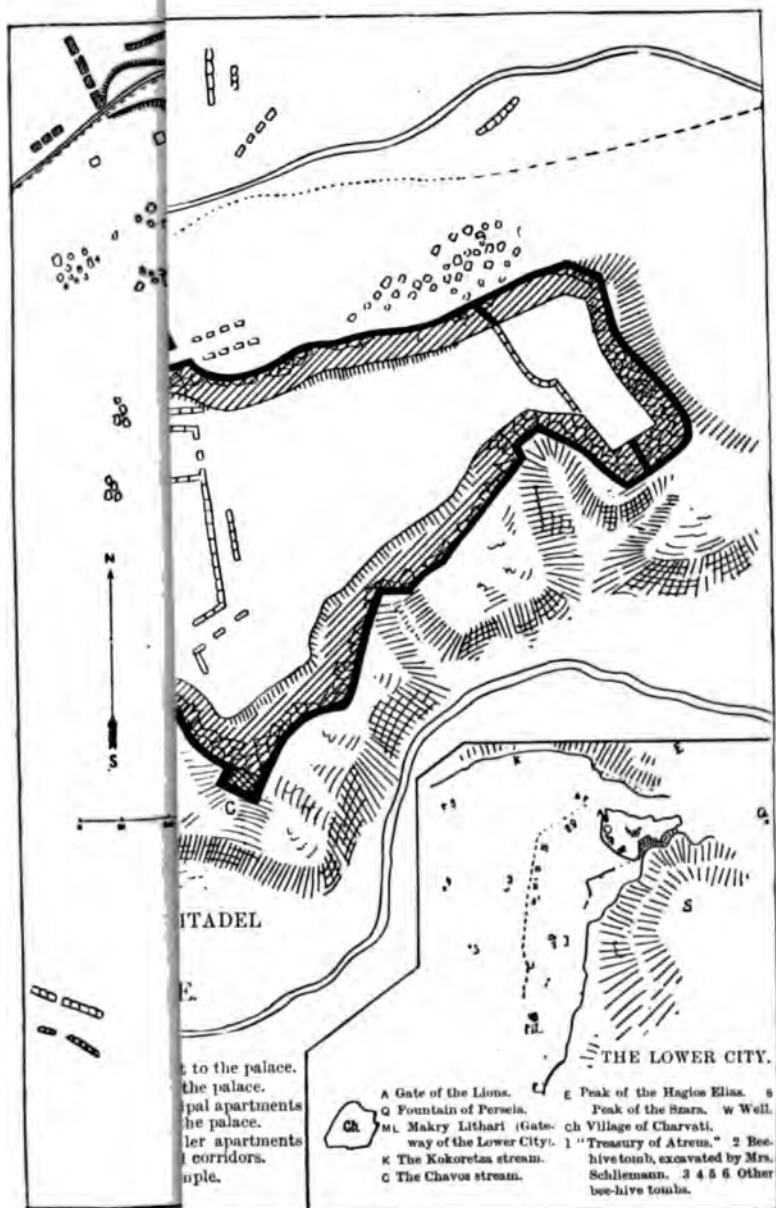 N
S.
C
ITADEL
E.
t to the palace.
the palace.
ipal apartments
he palace.
ler apartments
corridors.
mple.
K
E
S
THE LOWER CITY.
Ch
A Gate of the Lions.
Q Fountain of Perseia.
ML Makry Lithari (Gate-
way of the Lower City).
K The Kokoretza stream.
C The Chavos stream.
E Peak of the Hagios Elias. S
Peak of the Szara. W Well.
Ch Village of Charvati.
1 "Treasury of Atreus." 2 Bee-
hive tomb, excavated by Mrs.
Schliemann. 3 4 5 6 Other
bee-hive tombs.